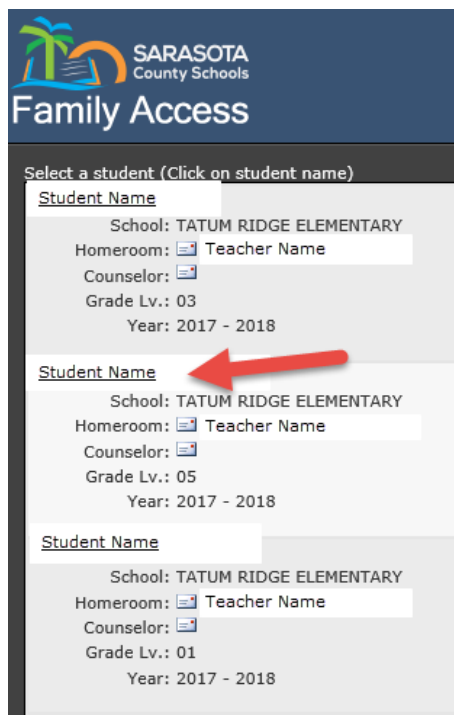 SARASOTA
County Schools
Family Access
Select a student (Click on student name)
Student Name
School: TATUM RIDGE ELEMENTARY
Homeroom: Teacher Name
Counselor:
Grade Lv.: 03
Year: 2017 - 2018
Student Name
School: TATUM RIDGE ELEMENTARY
Homeroom: Teacher Name
Counselor:
Grade Lv.: 05
Year: 2017 - 2018
Student Name
School: TATUM RIDGE ELEMENTARY
Homeroom: Teacher Name
Counselor:
Grade Lv.: 01
Year: 2017 - 2018